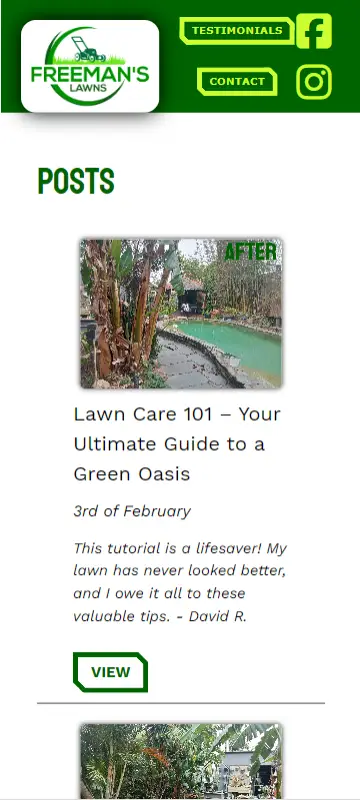 FREEMAN'S
LAWNS
TESTIMONIALS
CONTACT
POSTS
AFTER
Lawn Care 101 – Your
Ultimate Guide to a
Green Oasis
3rd of February
This tutorial is a lifesaver! My
lawn has never looked better,
and I owe it all to these
valuable tips. - David R.
VIEW